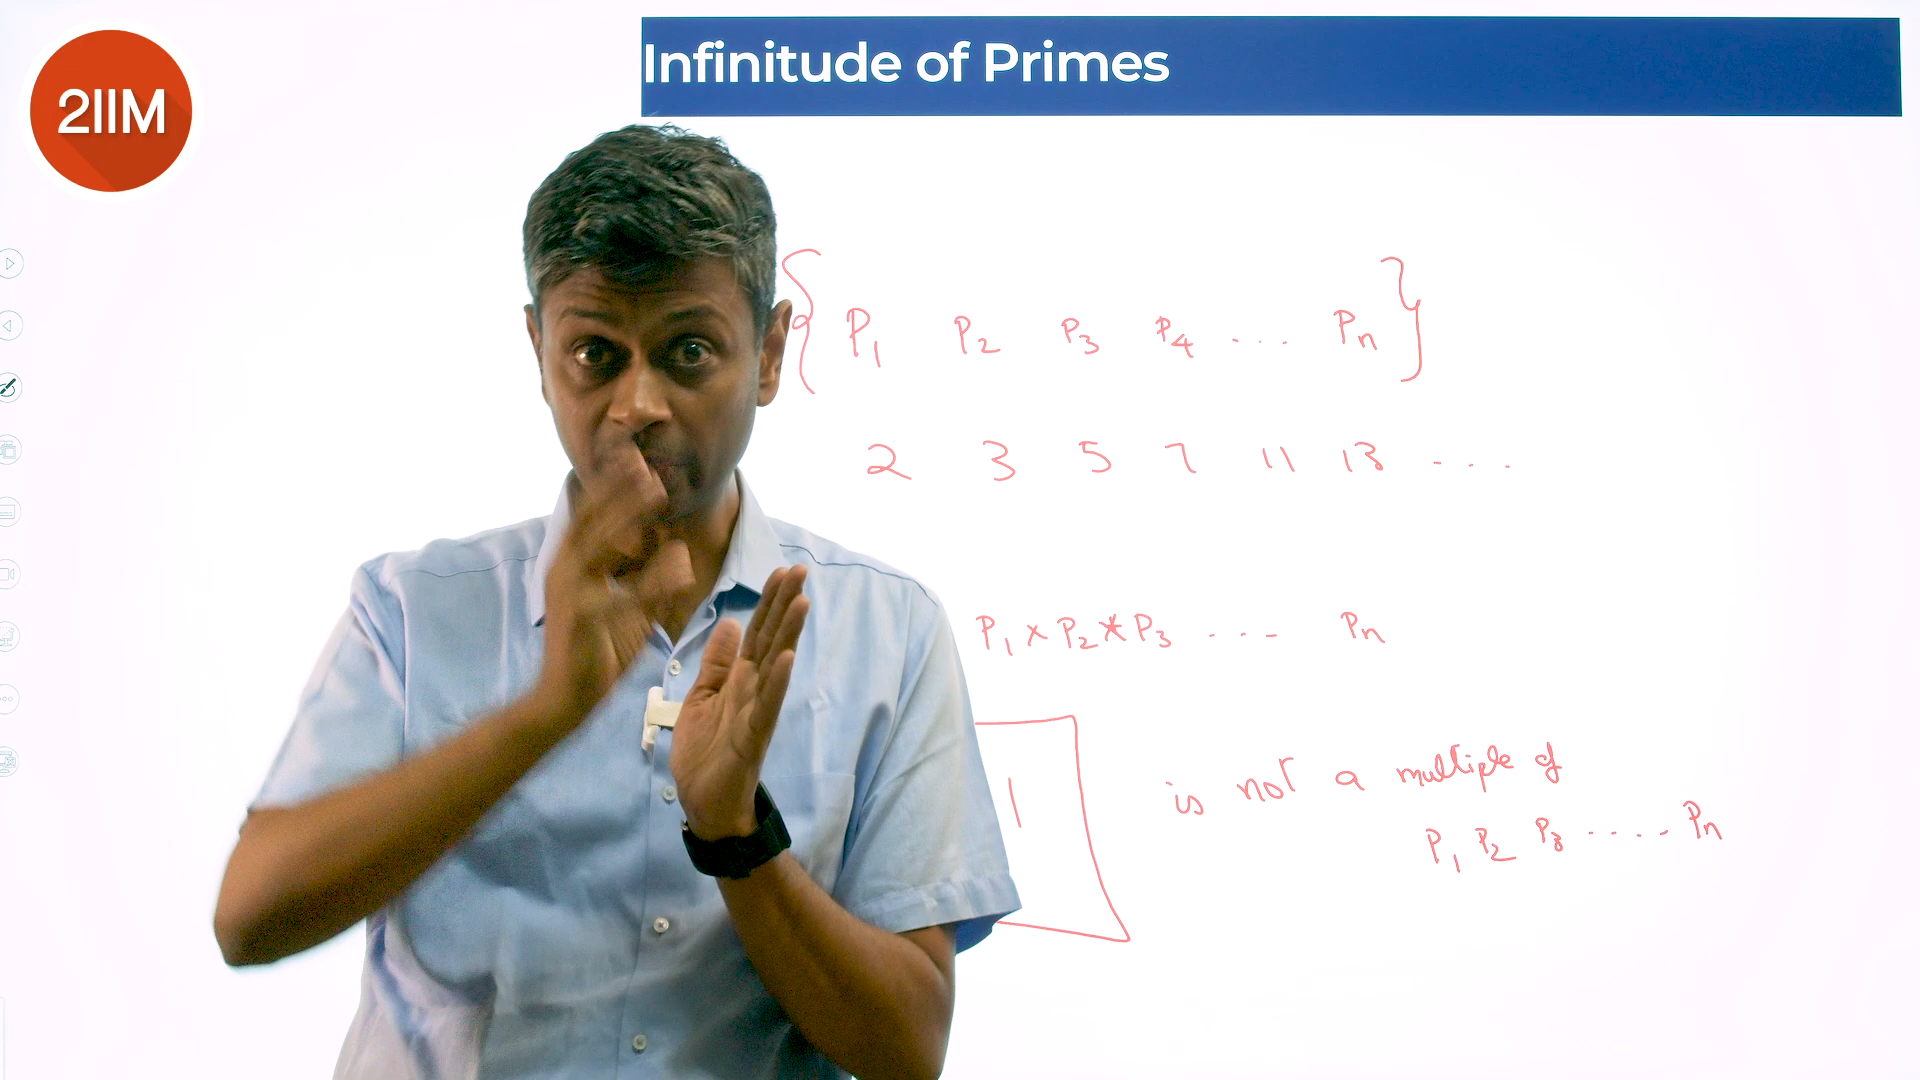 2IIM
Infinitude of Primes
{ P1 P2 P3 P4 ... Pn }
2 3 5 7 11 13 ...
P1 × P2 * P3 ... Pn
1 is not a multiple of
P1 P2 P3 ..... Pn